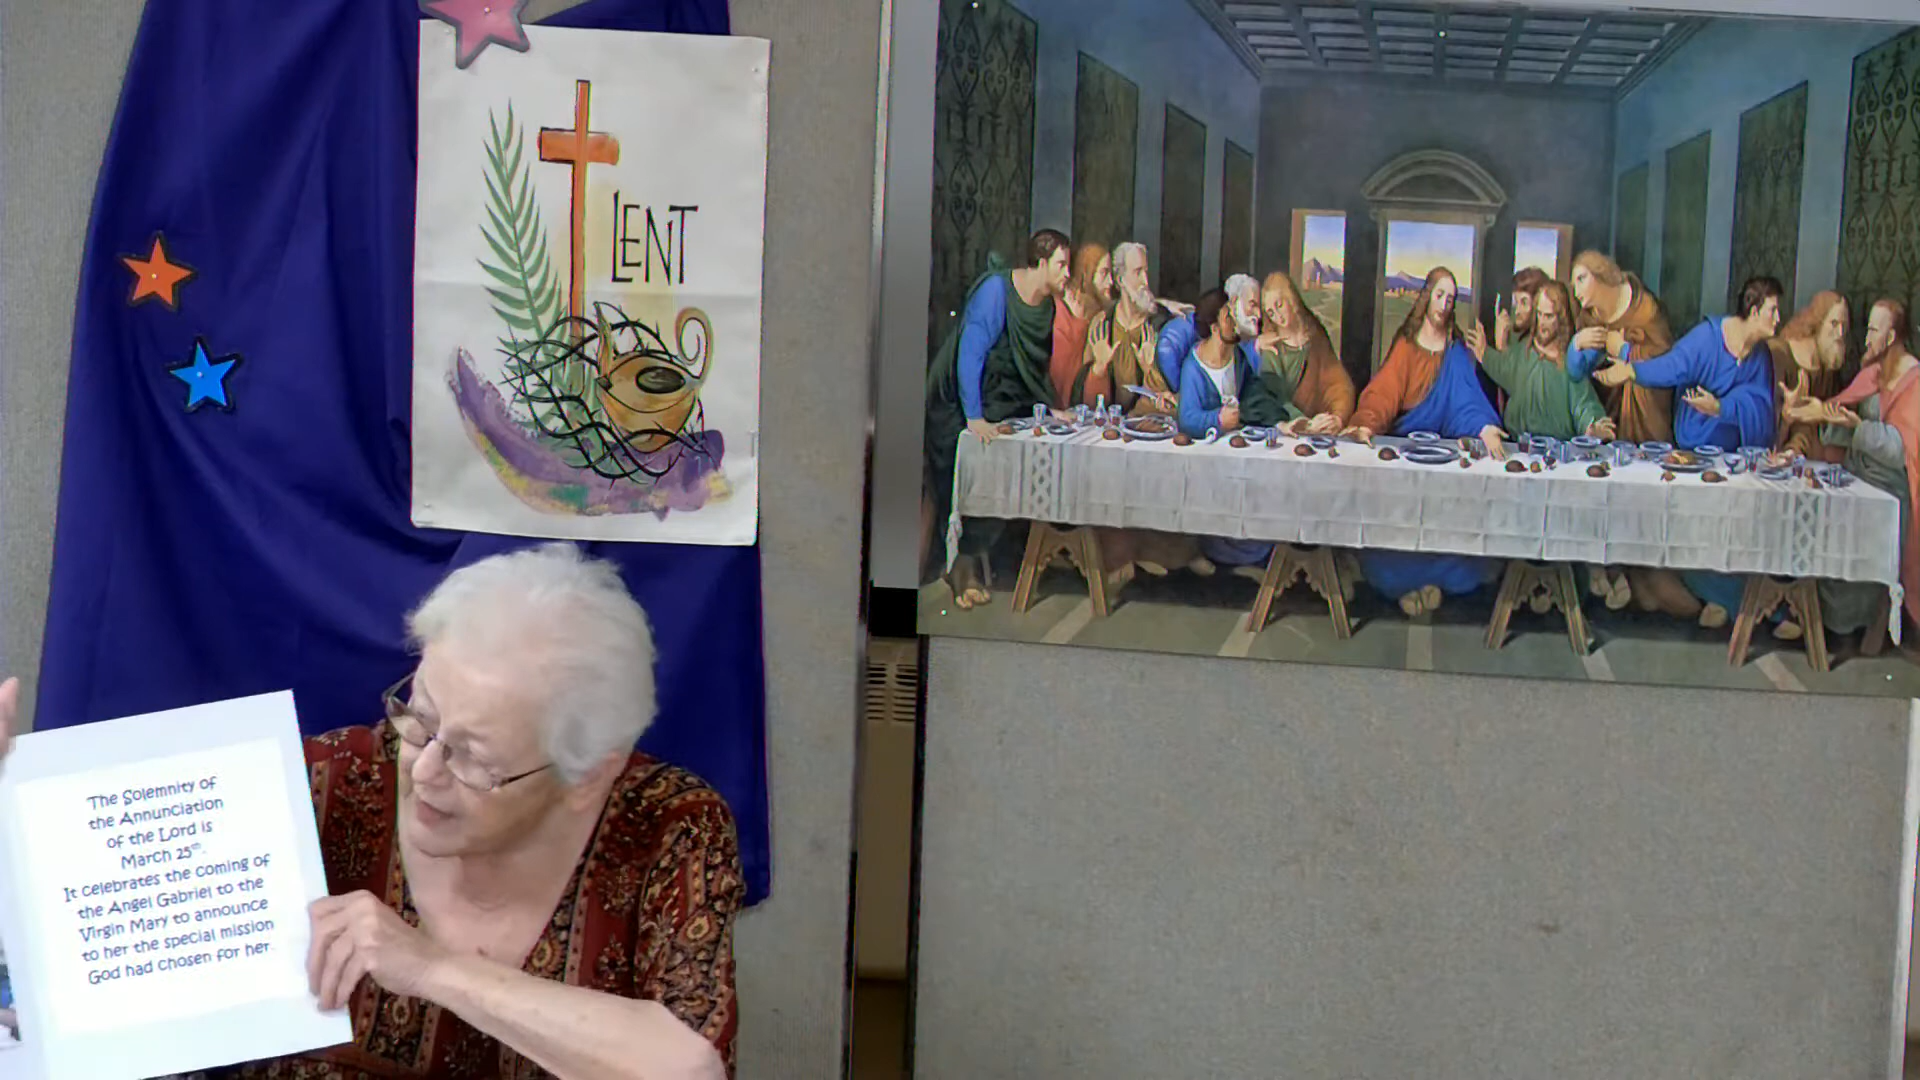 LENT
The Solemnity of
the Annunciation
of the Lord is
March 25th.
It celebrates the coming of
the Angel Gabriel to the
Virgin Mary to announce
to her the special mission
God had chosen for her.